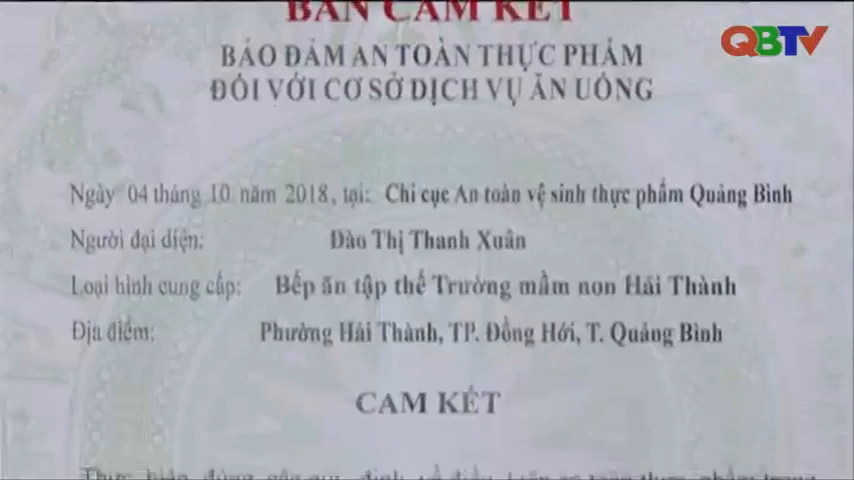 BẢN CAM KẾT
QBTV
BẢO ĐẢM AN TOÀN THỰC PHẨM
ĐỐI VỚI CƠ SỞ DỊCH VỤ ĂN UỐNG
Ngày 04 tháng 10 năm 2018, tại: Chi cục An toàn vệ sinh thực phẩm Quảng Bình
Người đại diện: Đào Thị Thanh Xuân
Loại hình cung cấp: Bếp ăn tập thể Trường mầm non Hải Thành
Địa điểm: Phường Hải Thành, TP. Đồng Hới, T. Quảng Bình
CAM KẾT